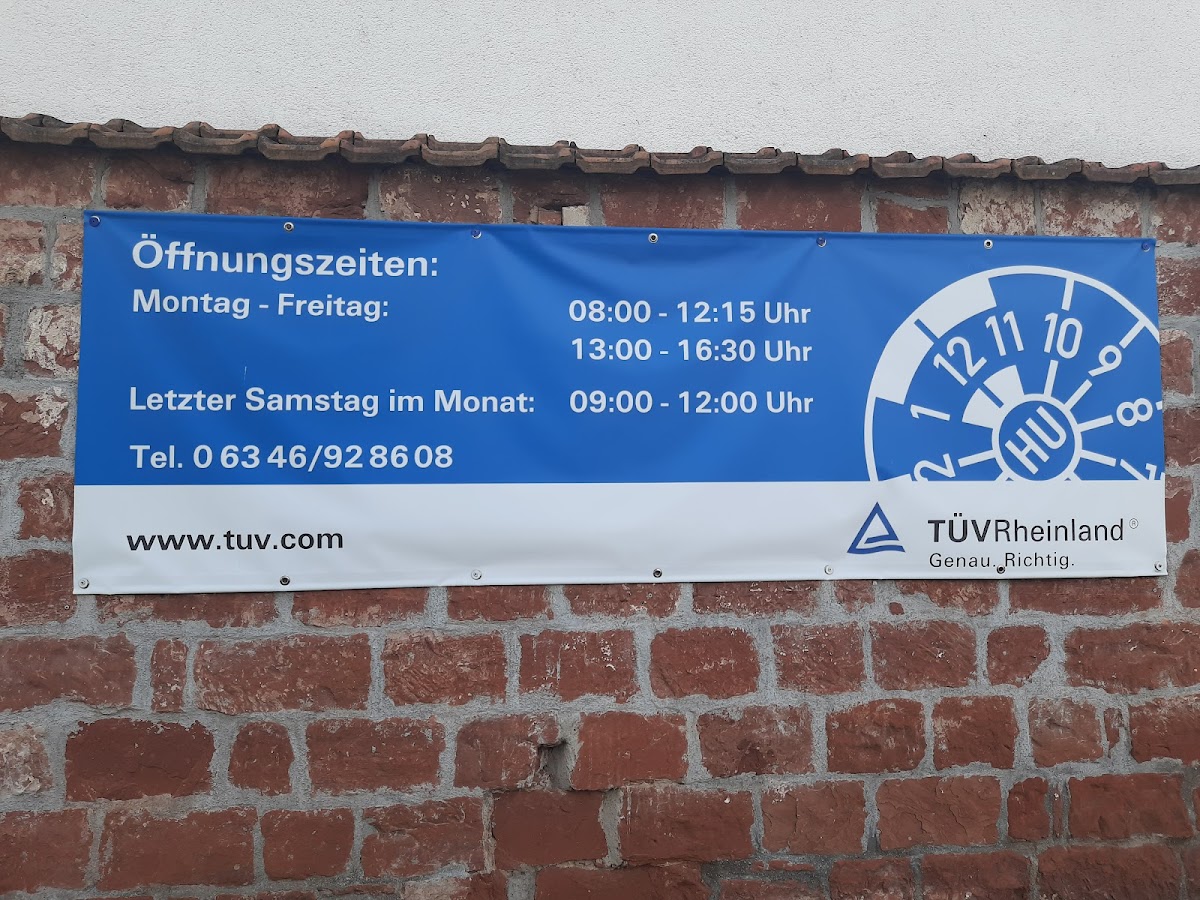 Öffnungszeiten:
Montag - Freitag: 08:00 - 12:15 Uhr
13:00 - 16:30 Uhr
Letzter Samstag im Monat: 09:00 - 12:00 Uhr
Tel. 0 63 46/92 86 08
12 11 10 9
1 8
2 HU 7
www.tuv.com
TÜVRheinland®
Genau. Richtig.